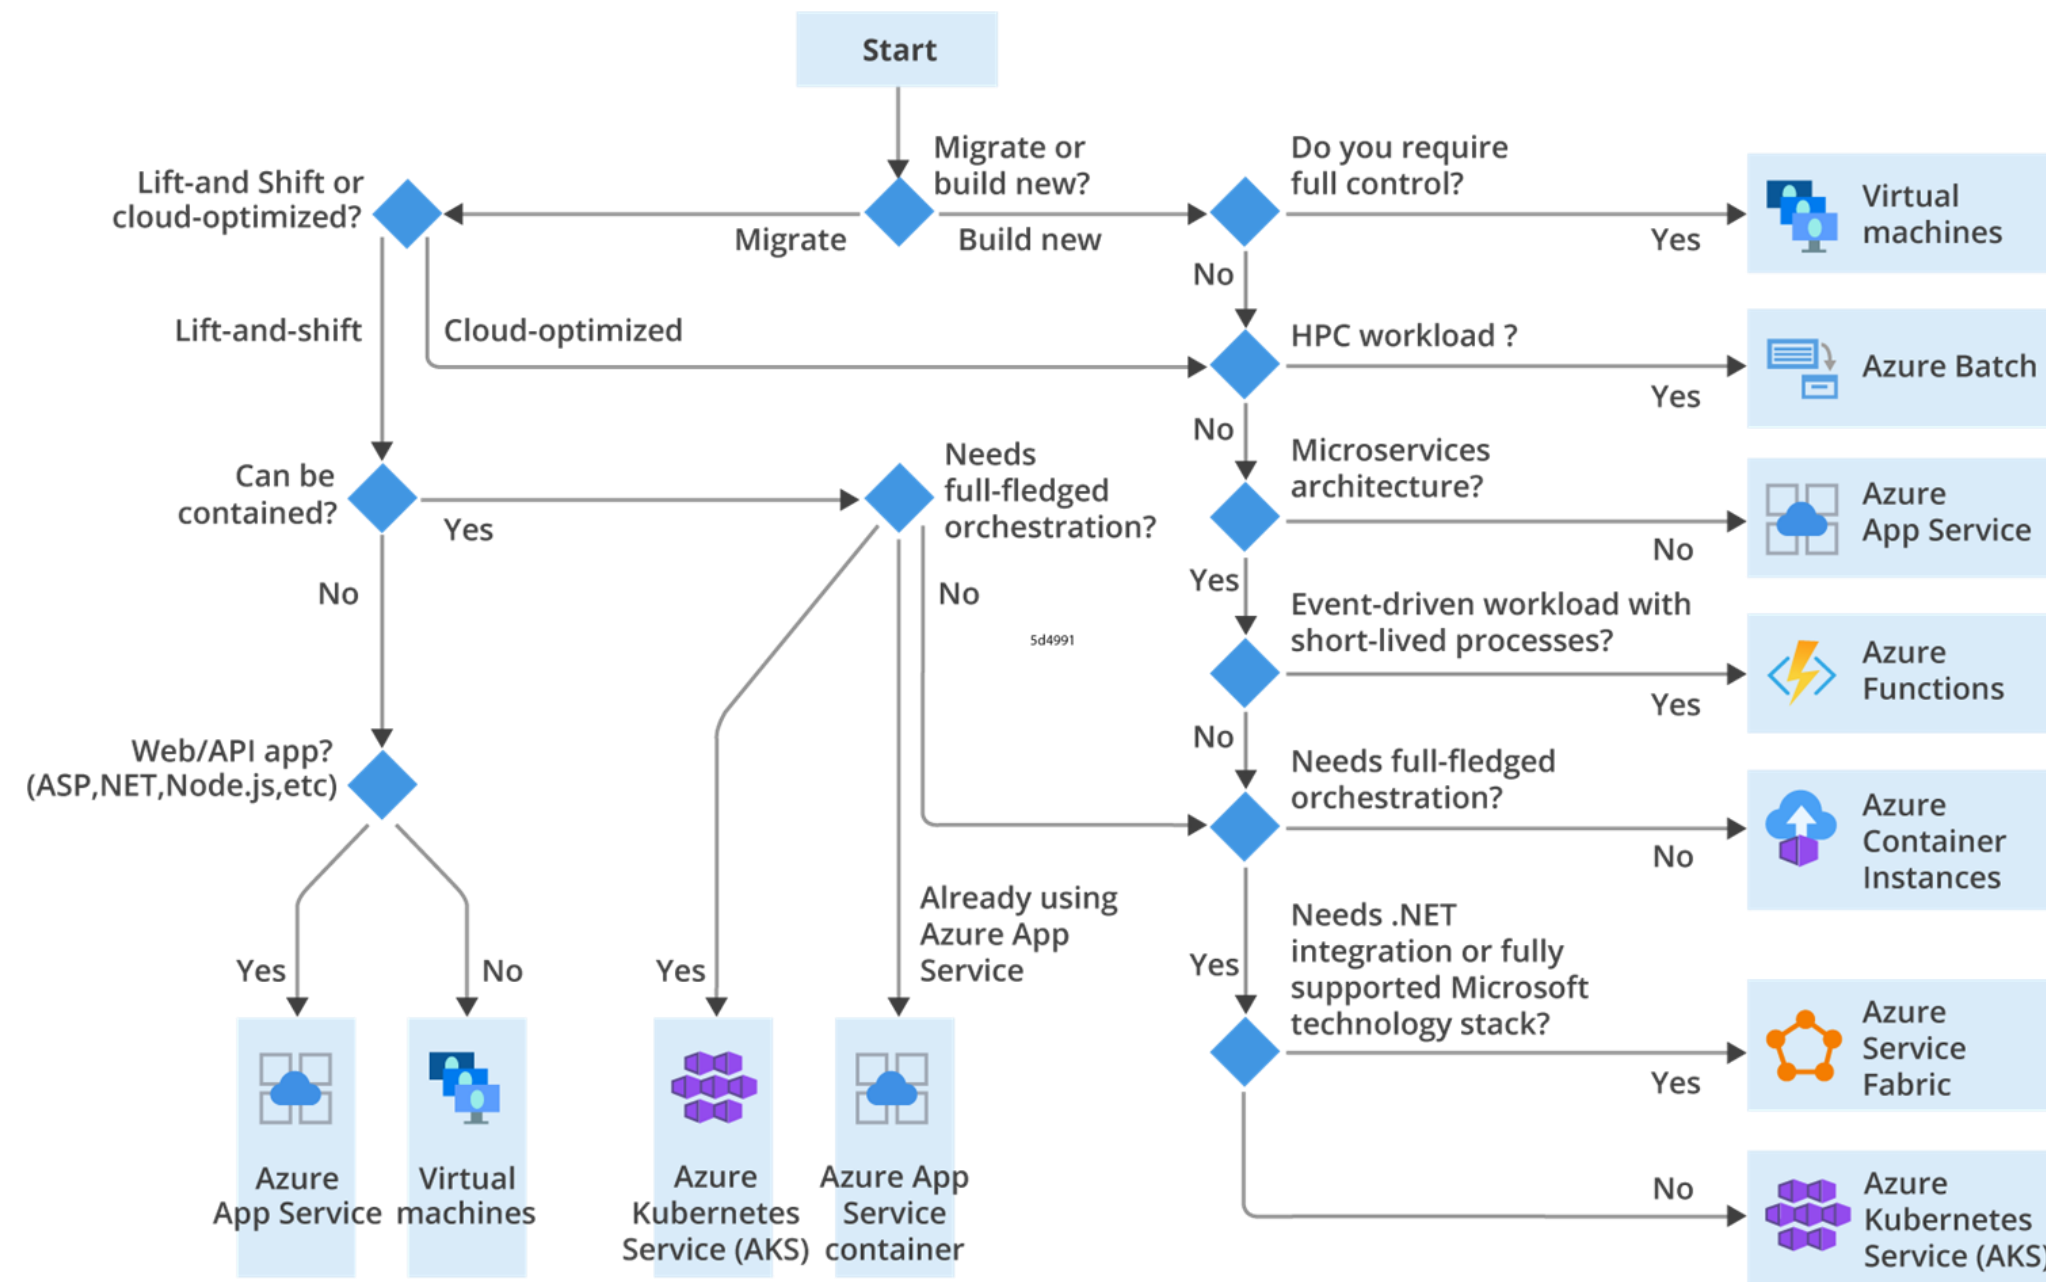 Start
Migrate or
build new?
Migrate
Build new
Lift-and Shift or
cloud-optimized?
Lift-and-shift
Cloud-optimized
Do you require
full control?
Yes
No
Virtual
machines
HPC workload ?
Yes
No
Azure Batch
Microservices
architecture?
No
Yes
Azure
App Service
Event-driven workload with
short-lived processes?
Yes
No
Azure
Functions
Needs full-fledged
orchestration?
No
Yes
Azure
Container
Instances
Needs .NET
integration or fully
supported Microsoft
technology stack?
Yes
No
Azure
Service
Fabric
Azure
Kubernetes
Service (AKS)
Can be
contained?
Yes
No
Needs
full-fledged
orchestration?
No
5d4991
Already using
Azure App
Service
Yes
Web/API app?
(ASP,NET,Node.js,etc)
Yes
No
Azure
App Service
Virtual
machines
Azure
Kubernetes
Service (AKS)
Azure App
Service
container